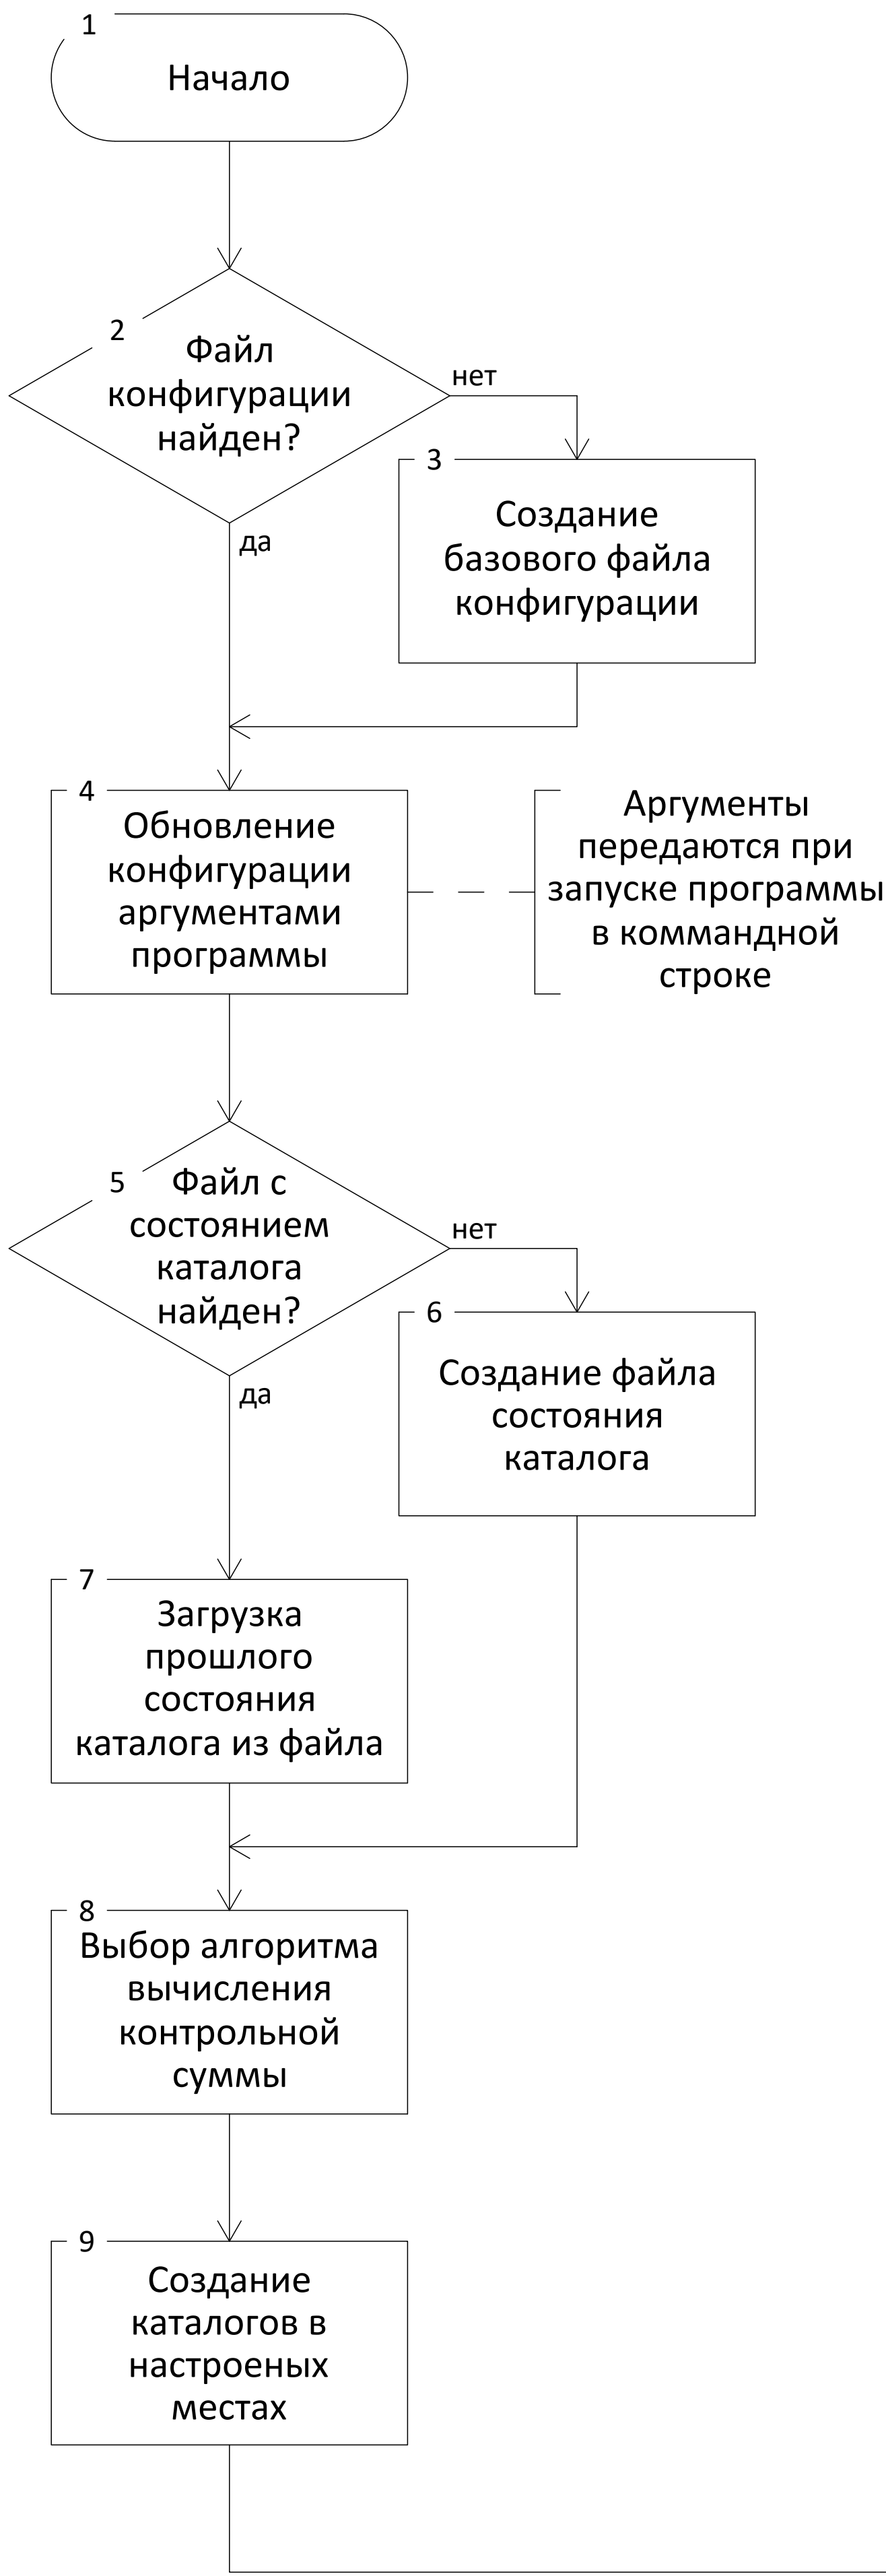 1
Начало
2
Файл
конфигурации
найден?
нет
да
3
Создание
базового файла
конфигурации
4
Обновление
конфигурации
аргументами
программы
Аргументы
передаются при
запуске программы
в коммандной
строке
5
Файл с
состоянием
каталога
найден?
нет
да
6
Создание файла
состояния
каталога
7
Загрузка
прошлого
состояния
каталога из файла
8
Выбор алгоритма
вычисления
контрольной
суммы
9
Создание
каталогов в
настроеных
местах